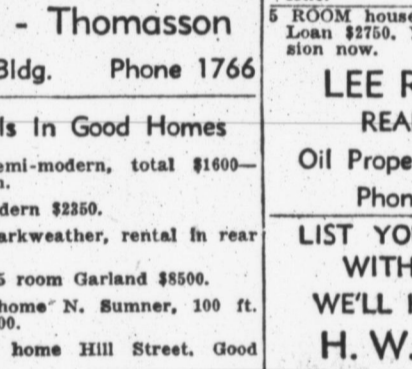 - Thomasson
Bldg. Phone 1766
ls In Good Homes
emi-modern, total $1600—
n.
dern $2350.
arkweather, rental in rear
5 room Garland $8500.
home N. Sumner, 100 ft.
00.
home Hill Street. Good
5 ROOM house
Loan $2750.
sion now.
LEE R
REA
Oil Prope
Phon
LIST YO
WITH
WE'LL
H. W.